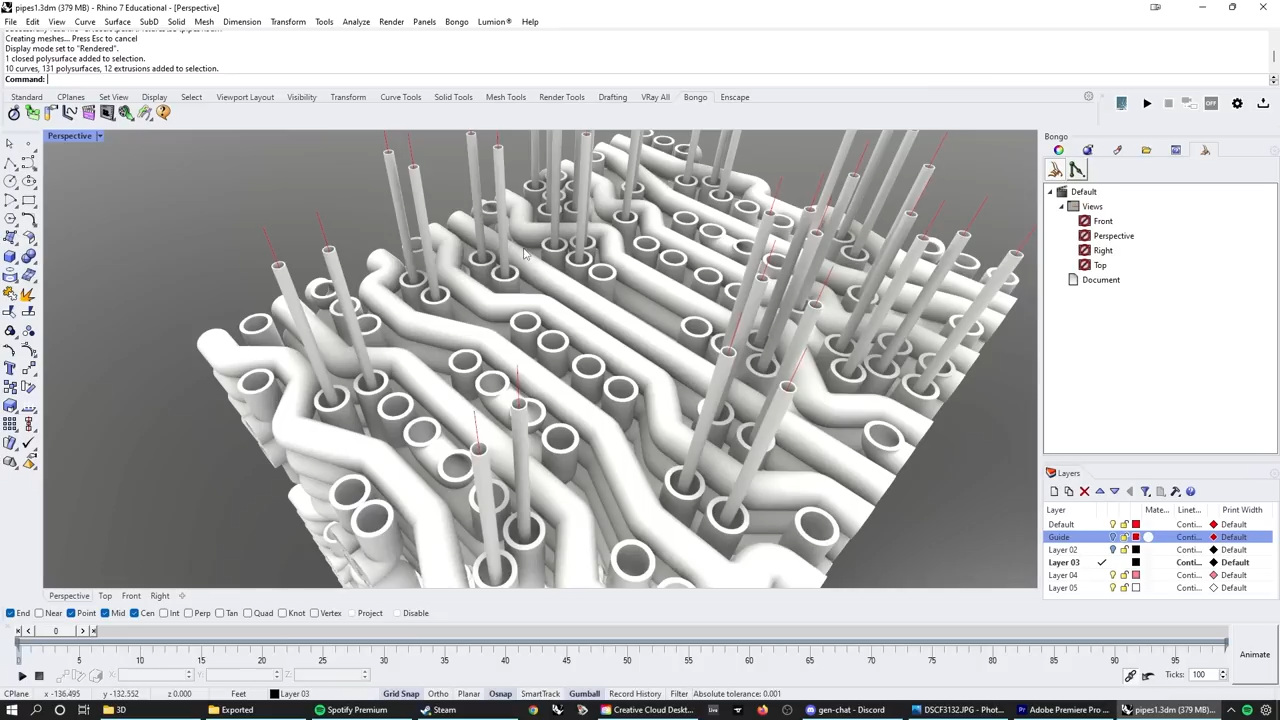 pipes1.3dm (379 MB) - Rhino 7 Educational - [Perspective]
File Edit View Curve Surface SubD Solid Mesh Dimension Transform Tools Analyze Render Panels Bongo Lumion® Help
Creating meshes... Press Esc to cancel
Display mode set to "Rendered".
1 closed polysurface added to selection.
10 curves, 131 polysurfaces, 12 extrusions added to selection.
Command:
Standard CPlanes Set View Display Select Viewport Layout Visibility Transform Curve Tools Solid Tools Mesh Tools Render Tools Drafting VRay All Bongo Enscape
OFF
Perspective
Bongo
Default
Views
Front
Perspective
Right
Top
Document
Layers
Layer Mate... Linet... Print Width
Default Conti... Default
Guide Conti... Default
Layer 02 Conti... Default
Layer 03 Conti... Default
Layer 04 Conti... Default
Layer 05 Conti... Default
Perspective Top Front Right
End Near Point Mid Cen Int Perp Tan Quad Knot Vertex Project Disable
0
5 10 15 20 25 30 35 40 45 50 55 60 65 70 75 80 85 90 95
Animate
X: Y: Z: Ticks: 100
CPlane x -136.495 y -132.552 z 0.000 Feet Layer 03 Grid Snap Ortho Planar Osnap SmartTrack Gumball Record History Filter Absolute tolerance: 0.001
3D Exported Spotify Premium Steam Creative Cloud Desk... gen-chat - Discord DSCF3132.JPG - Phot... Adobe Premiere Pro ... pipes1.3dm (379 MB)...